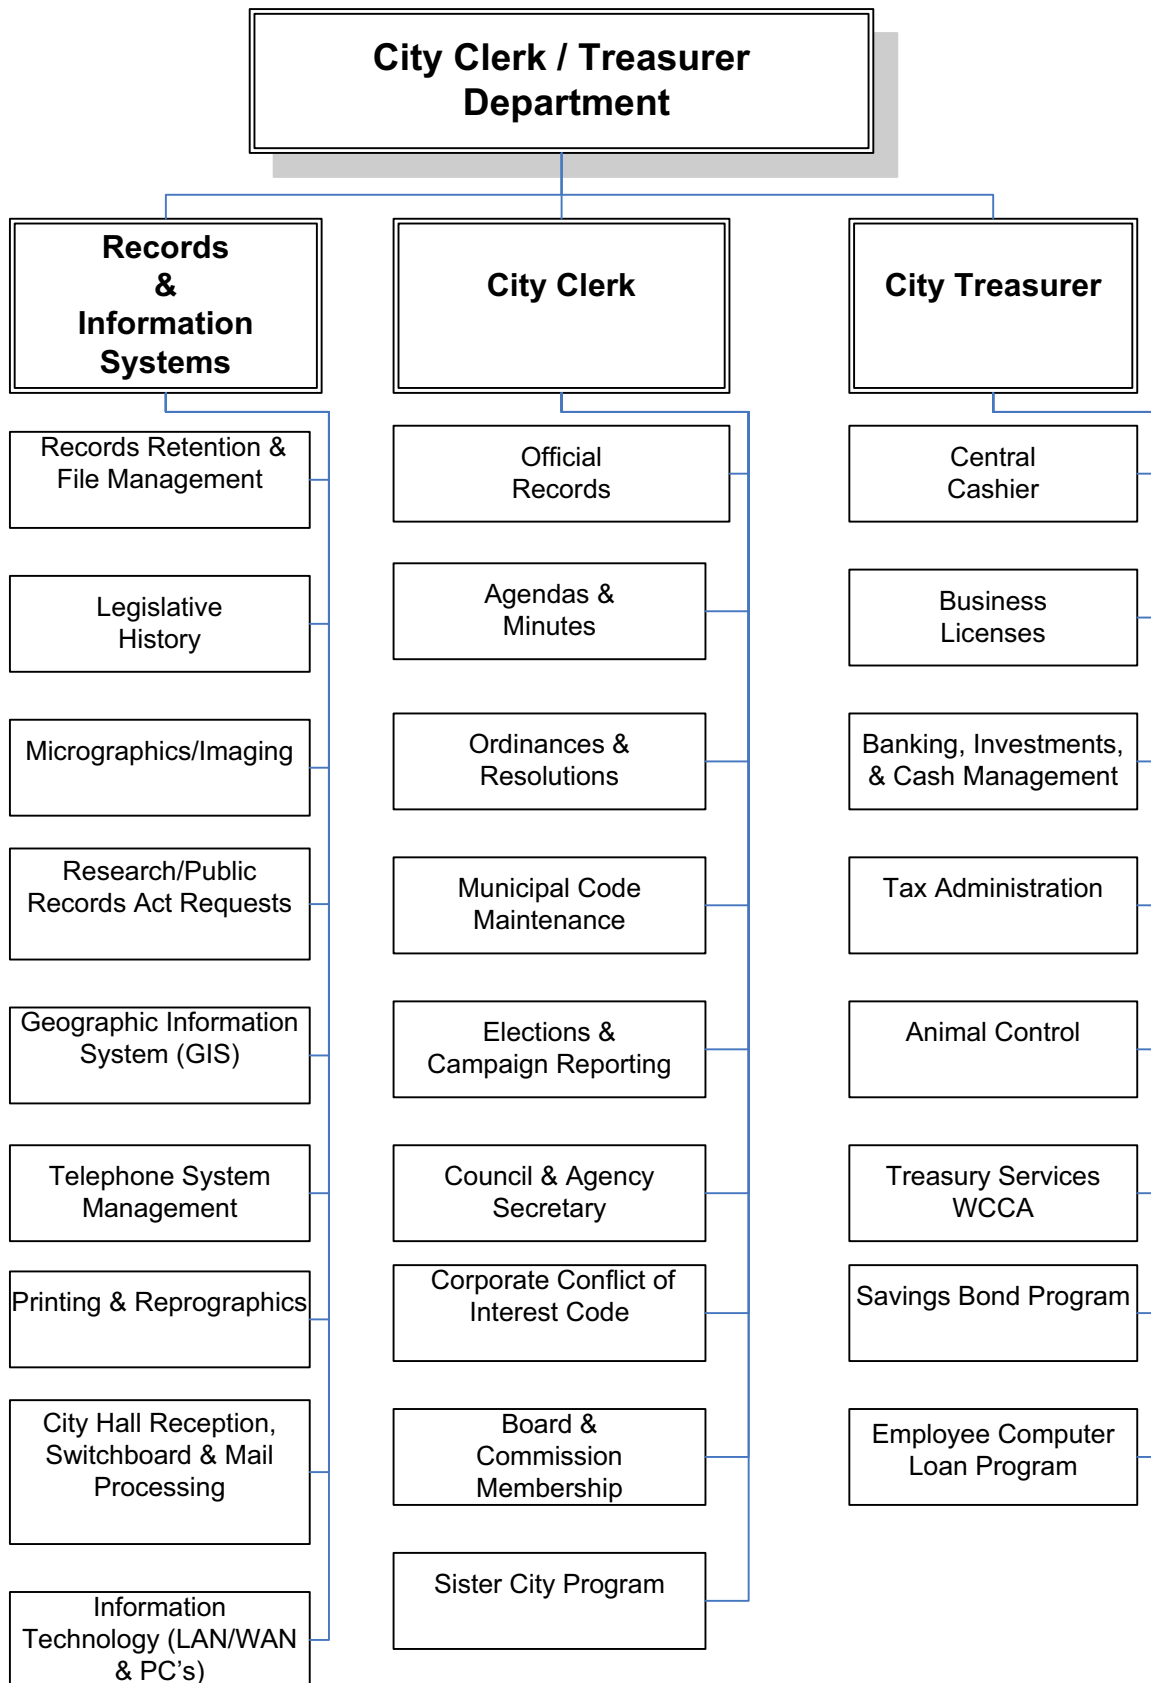 City Clerk / Treasurer
Department
Records
&
Information
Systems
City Clerk
City Treasurer
Records Retention &
File Management
Legislative
History
Micrographics/Imaging
Research/Public
Records Act Requests
Geographic Information
System (GIS)
Telephone System
Management
Printing & Reprographics
City Hall Reception,
Switchboard & Mail
Processing
Information
Technology (LAN/WAN
& PC's)
Official
Records
Agendas &
Minutes
Ordinances &
Resolutions
Municipal Code
Maintenance
Elections &
Campaign Reporting
Council & Agency
Secretary
Corporate Conflict of
Interest Code
Board &
Commission
Membership
Sister City Program
Central
Cashier
Business
Licenses
Banking, Investments,
& Cash Management
Tax Administration
Animal Control
Treasury Services
WCCA
Savings Bond Program
Employee Computer
Loan Program